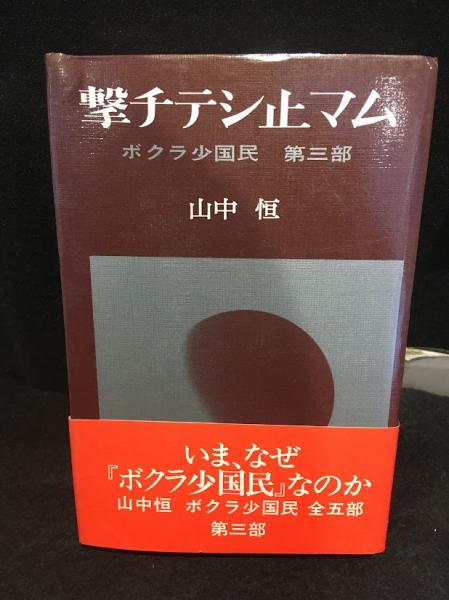 撃チテシ止マム
ボクラ少国民　第三部
山中　恒
いま、なぜ
『ボクラ少国民』なのか
山中恒　ボクラ少国民　全五部
第三部